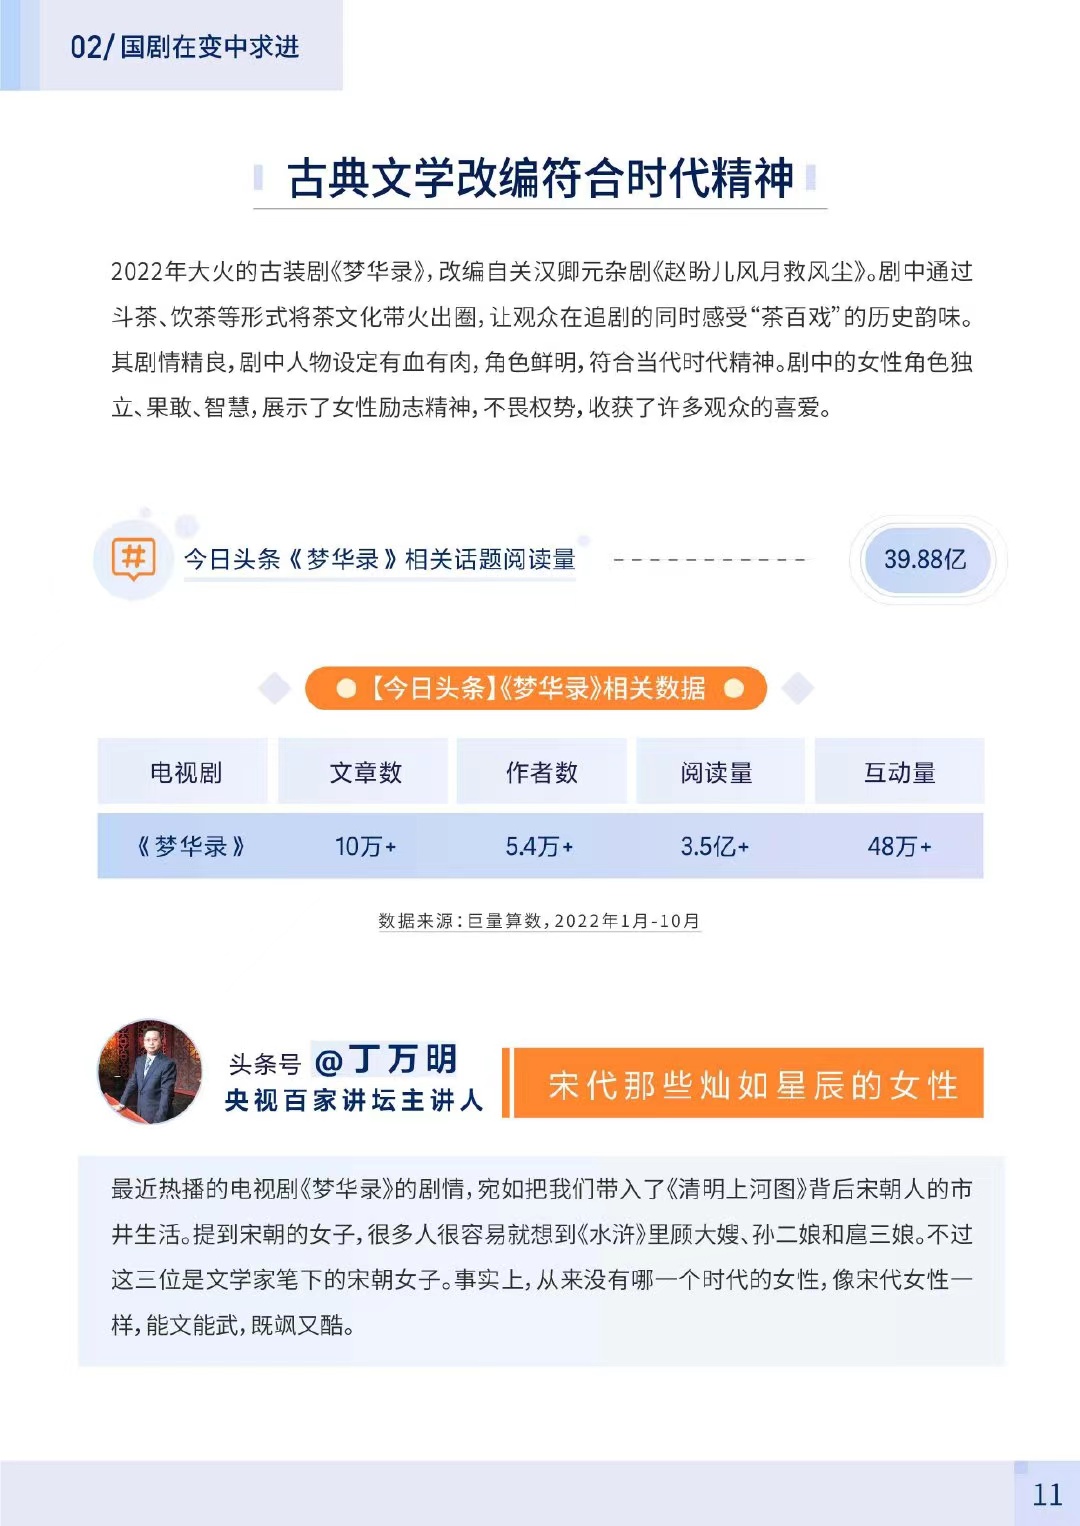 02/国剧在变中求进
古典文学改编符合时代精神
2022年大火的古装剧《梦华录》，改编自关汉卿元杂剧《赵盼儿风月救风尘》。剧中通过
斗茶、饮茶等形式将茶文化带火出圈，让观众在追剧的同时感受“茶百戏”的历史韵味。
其剧情精良，剧中人物设定有血有肉，角色鲜明，符合当代时代精神。剧中的女性角色独
立、果敢、智慧，展示了女性励志精神，不畏权势，收获了许多观众的喜爱。
# 今日头条《梦华录》相关话题阅读量 39.88亿
【今日头条】《梦华录》相关数据
电视剧 文章数 作者数 阅读量 互动量
《梦华录》 10万+ 5.4万+ 3.5亿+ 48万+
数据来源：巨量算数，2022年1月-10月
头条号 @丁万明
央视百家讲坛主讲人
宋代那些灿如星辰的女性
最近热播的电视剧《梦华录》的剧情，宛如把我们带入了《清明上河图》背后宋朝人的市
井生活。提到宋朝的女子，很多人很容易就想到《水浒》里顾大嫂、孙二娘和扈三娘。不过
这三位是文学家笔下的宋朝女子。事实上，从来没有哪一个时代的女性，像宋代女性一
样，能文能武，既飒又酷。
11